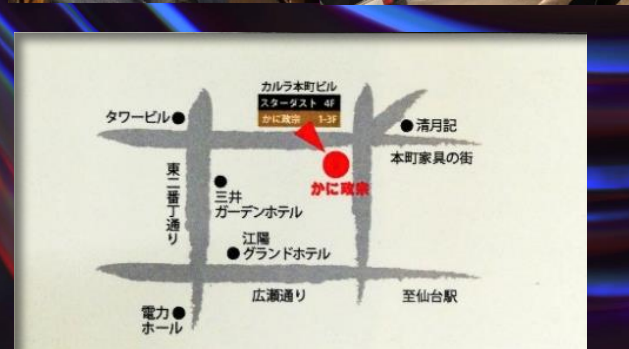 カルラ本町ビル
スターダスト 4F
かに政宗 1-3F
タワービル
清月記
本町家具の街
かに政宗
東二番丁通り
三井
ガーデンホテル
江陽
グランドホテル
広瀬通り
至仙台駅
電力
ホール